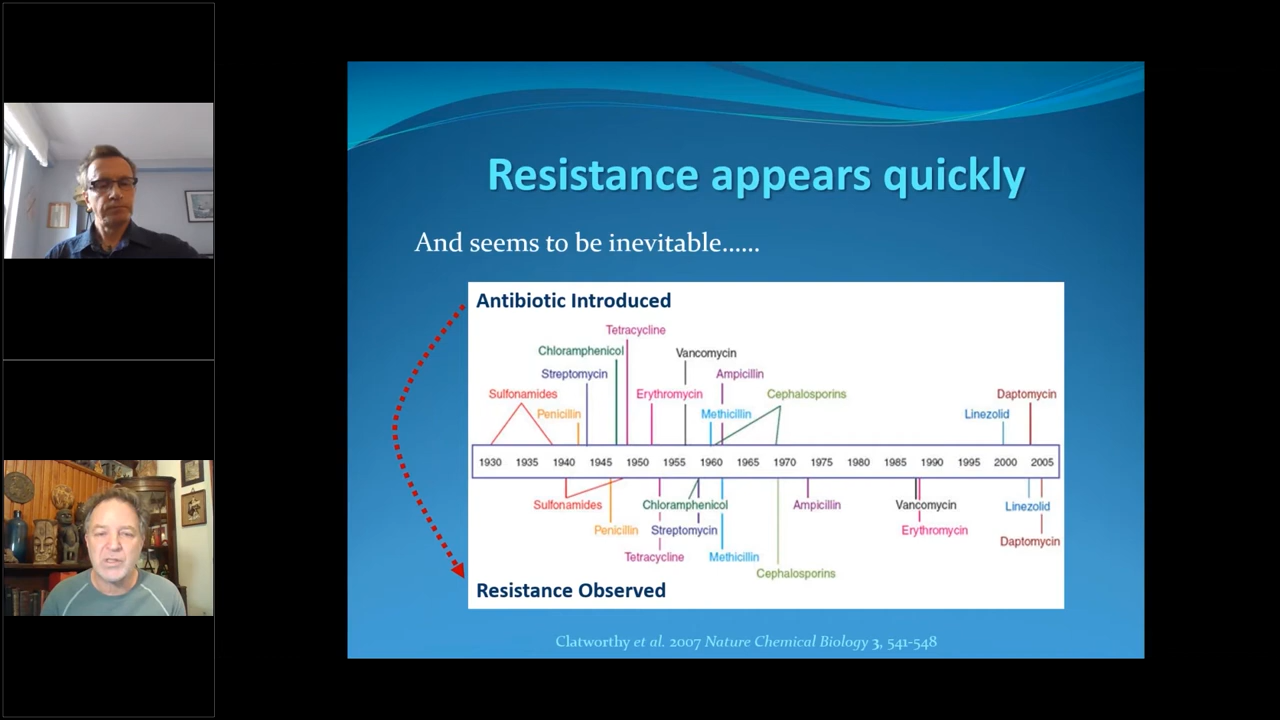 Resistance appears quickly
And seems to be inevitable......
Antibiotic Introduced
Tetracycline
Chloramphenicol
Vancomycin
Streptomycin
Ampicillin
Sulfonamides
Erythromycin
Cephalosporins
Daptomycin
Penicillin
Methicillin
Linezolid
1930 1935 1940 1945 1950 1955 1960 1965 1970 1975 1980 1985 1990 1995 2000 2005
Sulfonamides
Chloramphenicol
Ampicillin
Vancomycin
Linezolid
Penicillin
Streptomycin
Erythromycin
Daptomycin
Tetracycline
Methicillin
Cephalosporins
Resistance Observed
Clatworthy et al. 2007 Nature Chemical Biology 3, 541-548